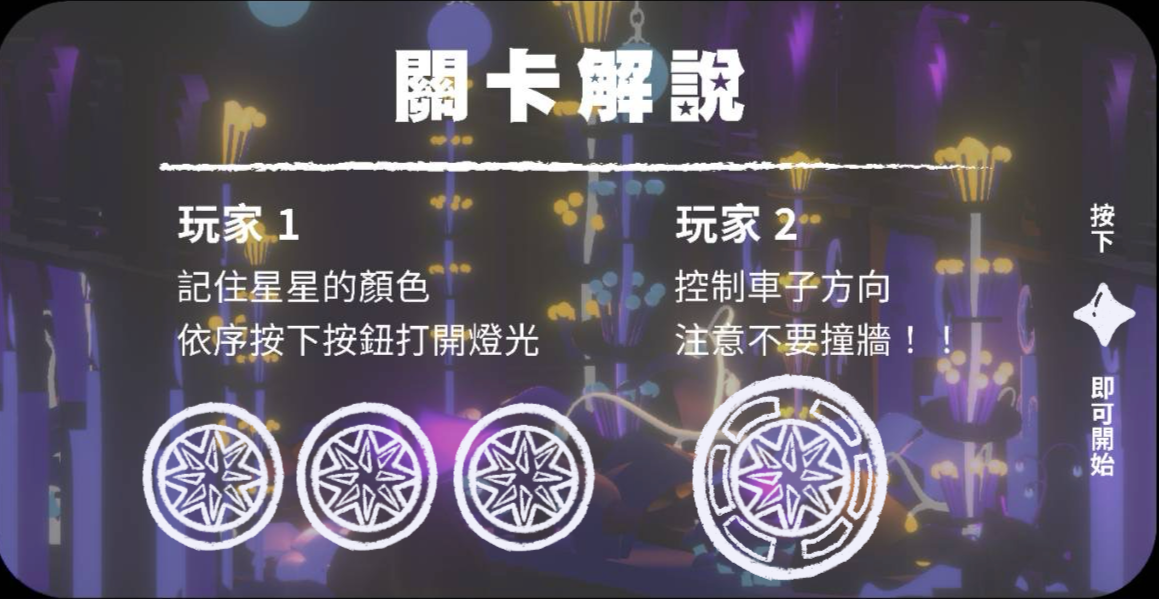 關卡解說
玩家 1
記住星星的顏色
依序按下按鈕打開燈光
玩家 2
控制車子方向
注意不要撞牆！！
按下
即可開始